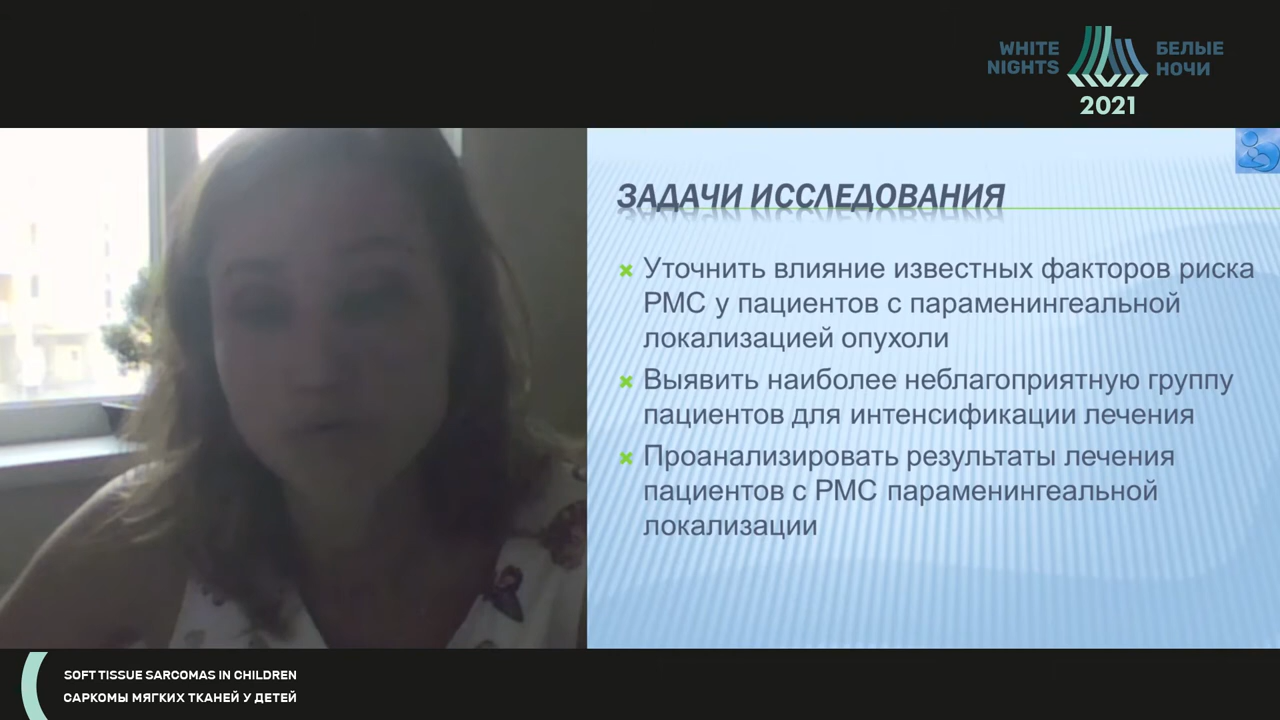 WHITE
NIGHTS
БЕЛЫЕ
НОЧИ
2021
ЗАДАЧИ ИССЛЕДОВАНИЯ
Уточнить влияние известных факторов риска
РМС у пациентов с параменингеальной
локализацией опухоли
Выявить наиболее неблагоприятную группу
пациентов для интенсификации лечения
Проанализировать результаты лечения
пациентов с РМС параменингеальной
локализации
SOFT TISSUE SARCOMAS IN CHILDREN
САРКОМЫ МЯГКИХ ТКАНЕЙ У ДЕТЕЙ